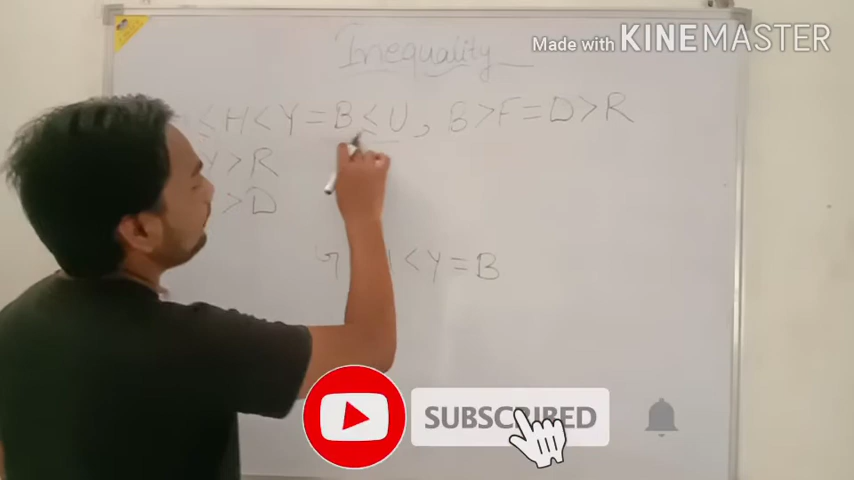 Made with KINEMASTER
Inequality
≤ H < Y = B ≤ U, B > F = D > R
Y > R
> D
< Y = B
SUBSCRIBED